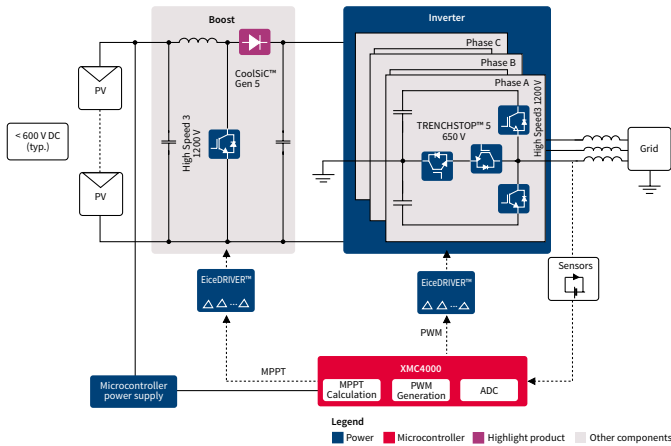 Boost
Inverter
Phase C
Phase B
Phase A
CoolSiC™
Gen 5
PV
< 600 V DC
(typ.)
High Speed 3
1200 V
TRENCHSTOP™ 5
650 V
High Speed3 1200 V
Grid
PV
Sensors
EiceDRIVER™
...
EiceDRIVER™
...
PWM
MPPT
XMC4000
Microcontroller
power supply
MPPT
Calculation
PWM
Generation
ADC
Legend
Power
Microcontroller
Highlight product
Other components